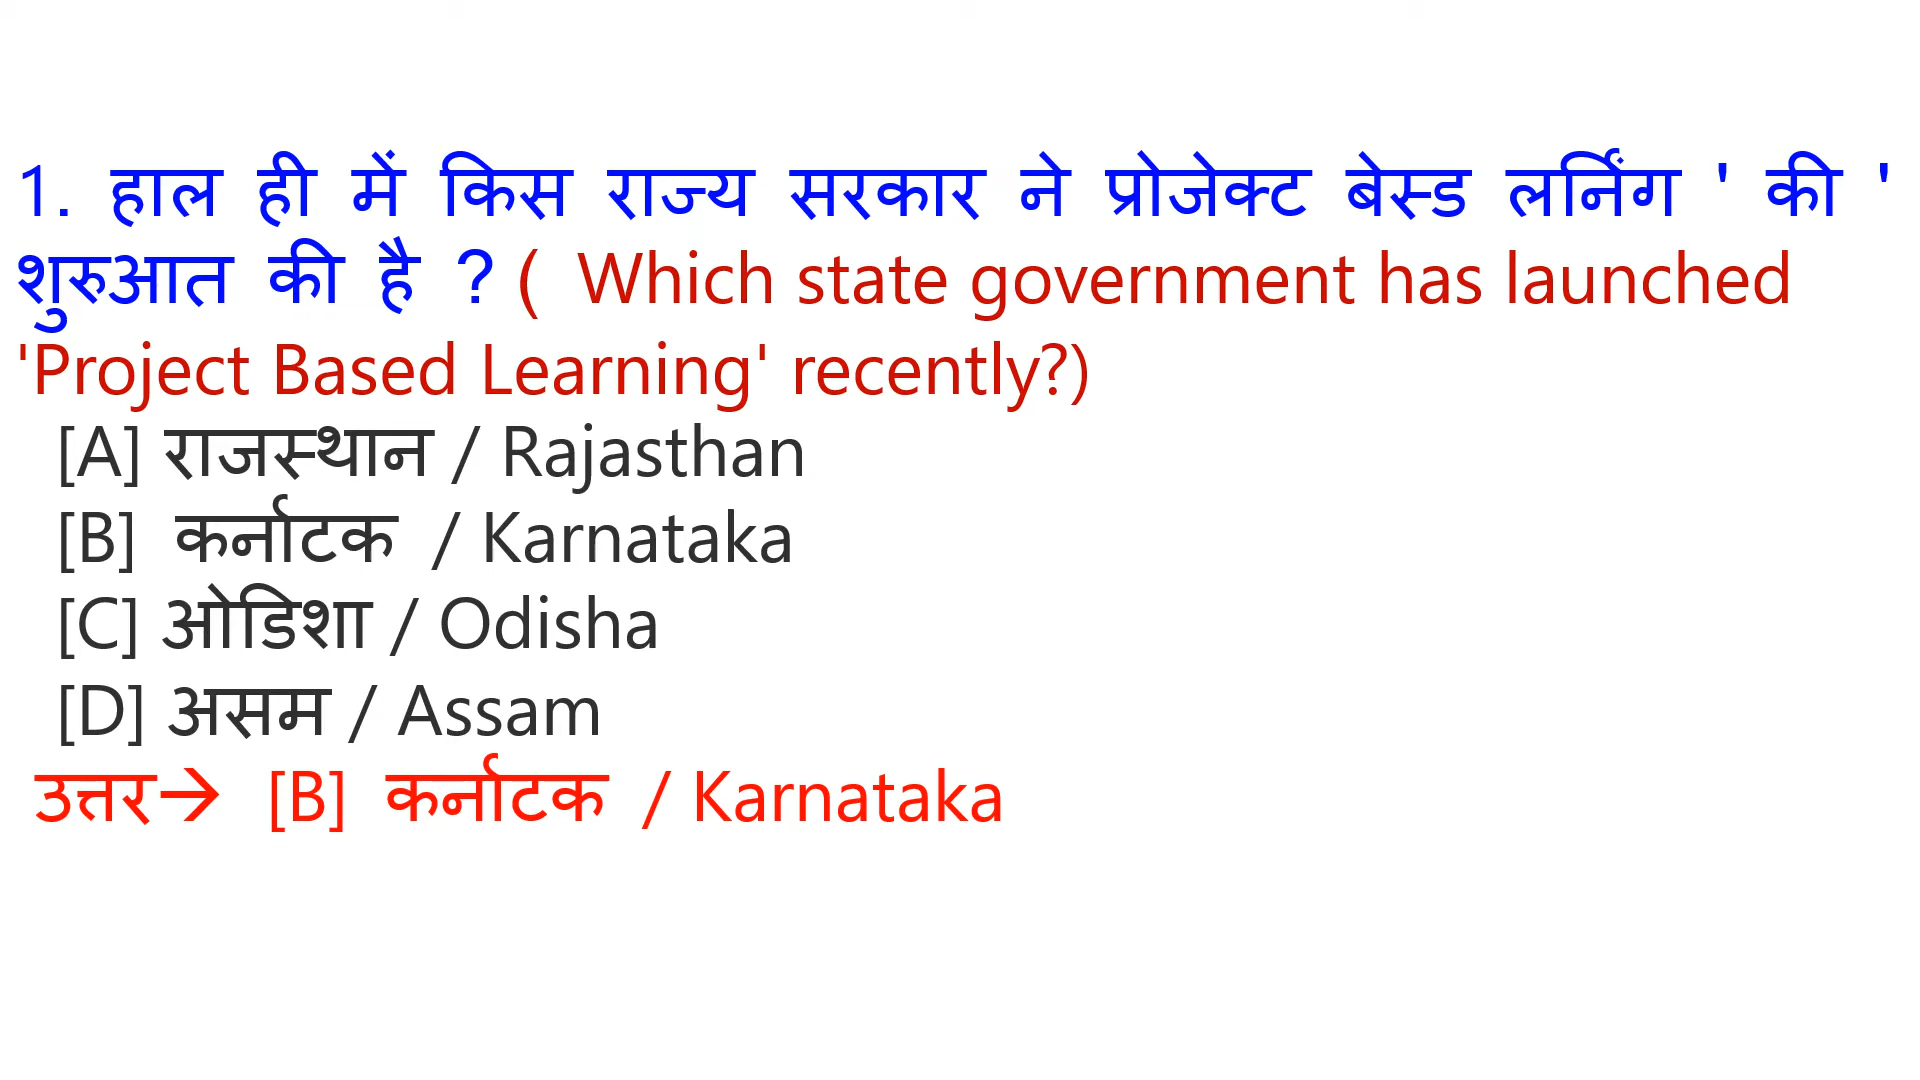 1. हाल ही में किस राज्य सरकार ने प्रोजेक्ट बेस्ड लर्निंग ' की '
शुरुआत की है ? ( Which state government has launched
'Project Based Learning' recently?)
[A] राजस्थान / Rajasthan
[B] कर्नाटक / Karnataka
[C] ओडिशा / Odisha
[D] असम / Assam
उत्तर→ [B] कर्नाटक / Karnataka